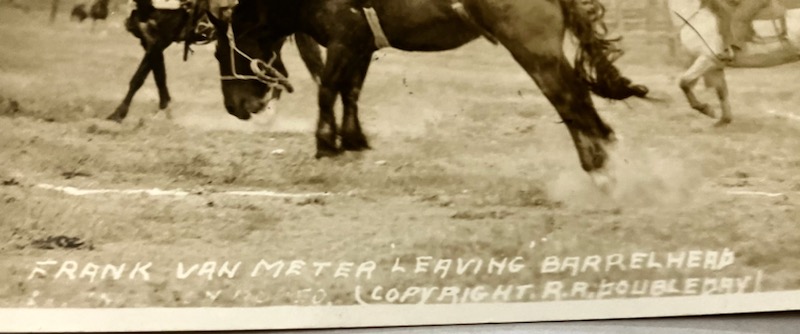 FRANK VAN METER 'LEAVING' BARRELHEAD
(COPYRIGHT. R.R. DOUBLEDAY)